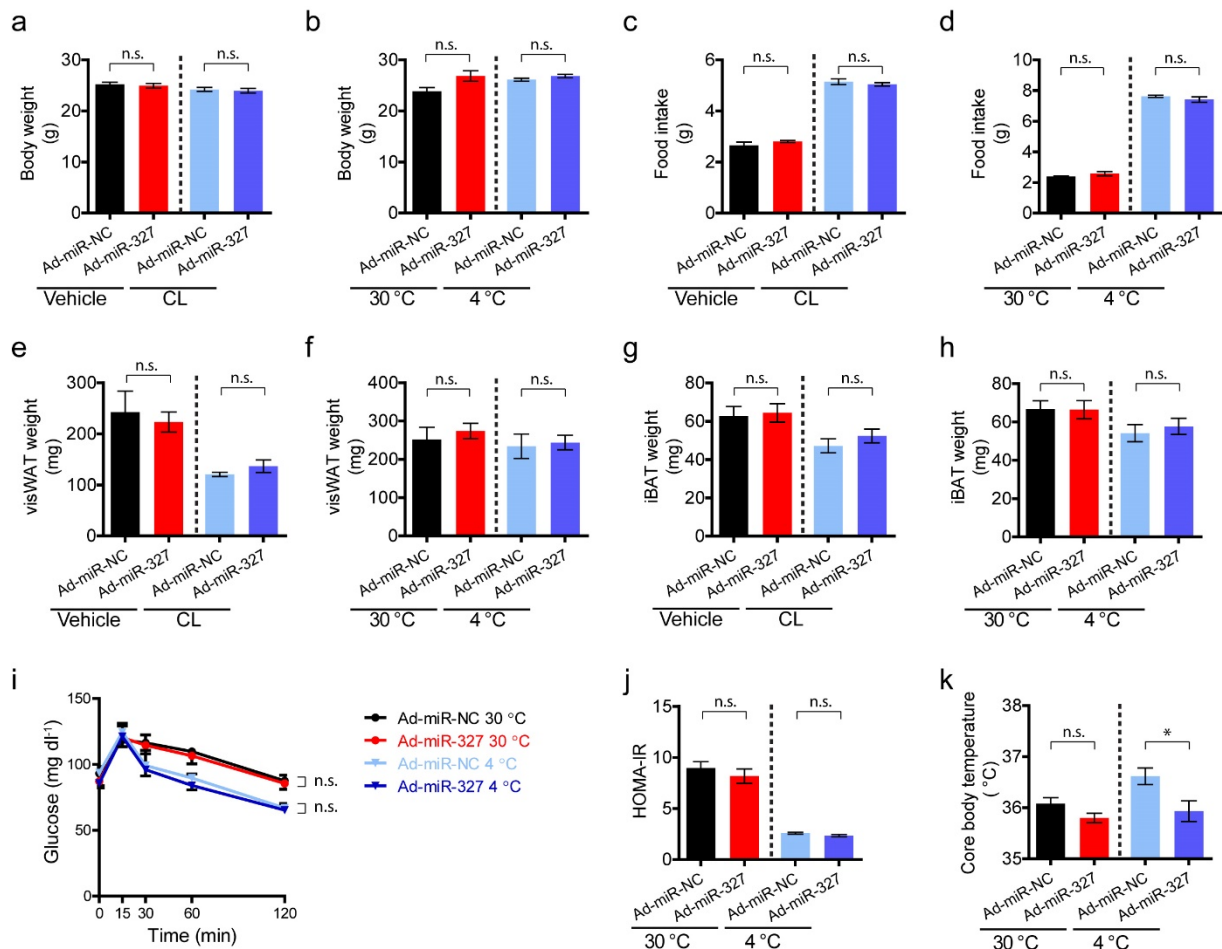 a
n.s.
n.s.
30
20
10
0
Body weight
(g)
Ad-miR-NC
Ad-miR-327
Ad-miR-NC
Ad-miR-327
Vehicle
CL
b
n.s.
n.s.
30
20
10
0
Body weight
(g)
Ad-miR-NC
Ad-miR-327
Ad-miR-NC
Ad-miR-327
30 °C
4 °C
c
n.s.
n.s.
6
4
2
0
Food intake
(g)
Ad-miR-NC
Ad-miR-327
Ad-miR-NC
Ad-miR-327
Vehicle
CL
d
n.s.
n.s.
10
8
6
4
2
0
Food intake
(g)
Ad-miR-NC
Ad-miR-327
Ad-miR-NC
Ad-miR-327
30 °C
4 °C
e
n.s.
n.s.
300
200
100
0
visWAT weight
(mg)
Ad-miR-NC
Ad-miR-327
Ad-miR-NC
Ad-miR-327
Vehicle
CL
f
n.s.
n.s.
400
300
200
100
0
visWAT weight
(mg)
Ad-miR-NC
Ad-miR-327
Ad-miR-NC
Ad-miR-327
30 °C
4 °C
g
n.s.
n.s.
80
60
40
20
0
iBAT weight
(mg)
Ad-miR-NC
Ad-miR-327
Ad-miR-NC
Ad-miR-327
Vehicle
CL
h
n.s.
n.s.
80
60
40
20
0
iBAT weight
(mg)
Ad-miR-NC
Ad-miR-327
Ad-miR-NC
Ad-miR-327
30 °C
4 °C
i
150
100
50
0
Glucose (mg dl⁻¹)
0 15 30 60 120
Time (min)
n.s.
n.s.
Ad-miR-NC 30 °C
Ad-miR-327 30 °C
Ad-miR-NC 4 °C
Ad-miR-327 4 °C
j
n.s.
n.s.
15
10
5
0
HOMA-IR
Ad-miR-NC
Ad-miR-327
Ad-miR-NC
Ad-miR-327
30 °C
4 °C
k
n.s.
*
38
37
36
35
Core body temperature
( °C)
Ad-miR-NC
Ad-miR-327
Ad-miR-NC
Ad-miR-327
30 °C
4 °C